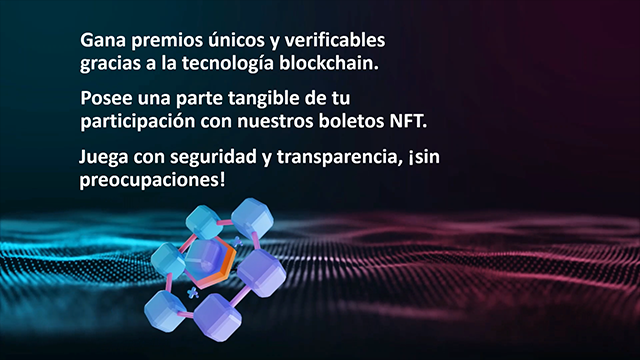 Gana premios únicos y verificables
gracias a la tecnología blockchain.
Posee una parte tangible de tu
participación con nuestros boletos NFT.
Juega con seguridad y transparencia, ¡sin
preocupaciones!